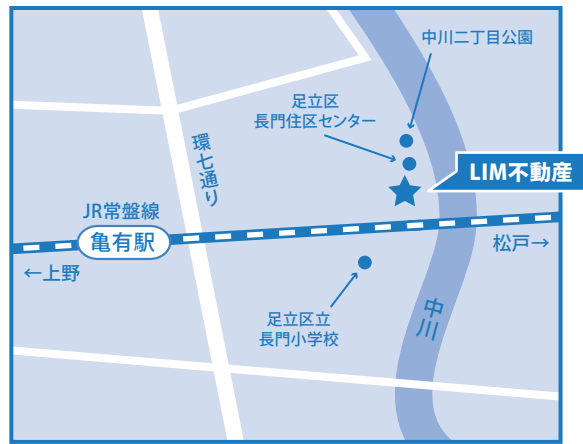 中川二丁目公園
足立区
長門住区センター
LIM不動産
環七通り
JR常盤線
亀有駅
←上野
松戸→
足立区立
長門小学校
中川